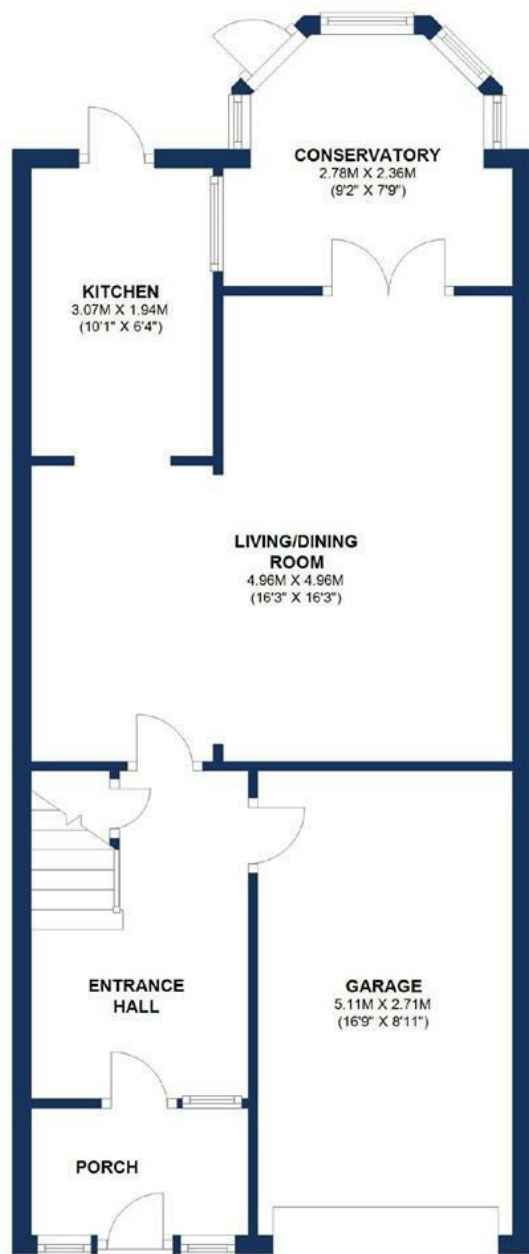 CONSERVATORY
2.78M X 2.36M
(9'2" X 7'9")
KITCHEN
3.07M X 1.94M
(10'1" X 6'4")
LIVING/DINING
ROOM
4.96M X 4.96M
(16'3" X 16'3")
ENTRANCE
HALL
GARAGE
5.11M X 2.71M
(16'9" X 8'11")
PORCH